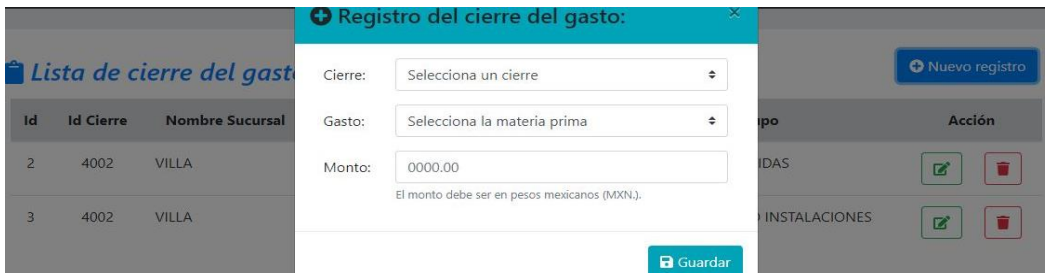 Registro del cierre del gasto: ×
Lista de cierre del gast
Nuevo registro
Cierre: Selecciona un cierre
Id Id Cierre Nombre Sucursal Acción
Gasto: Selecciona la materia prima
2 4002 VILLA
Monto: 0000.00
El monto debe ser en pesos mexicanos (MXN.).
3 4002 VILLA INSTALACIONES
Guardar